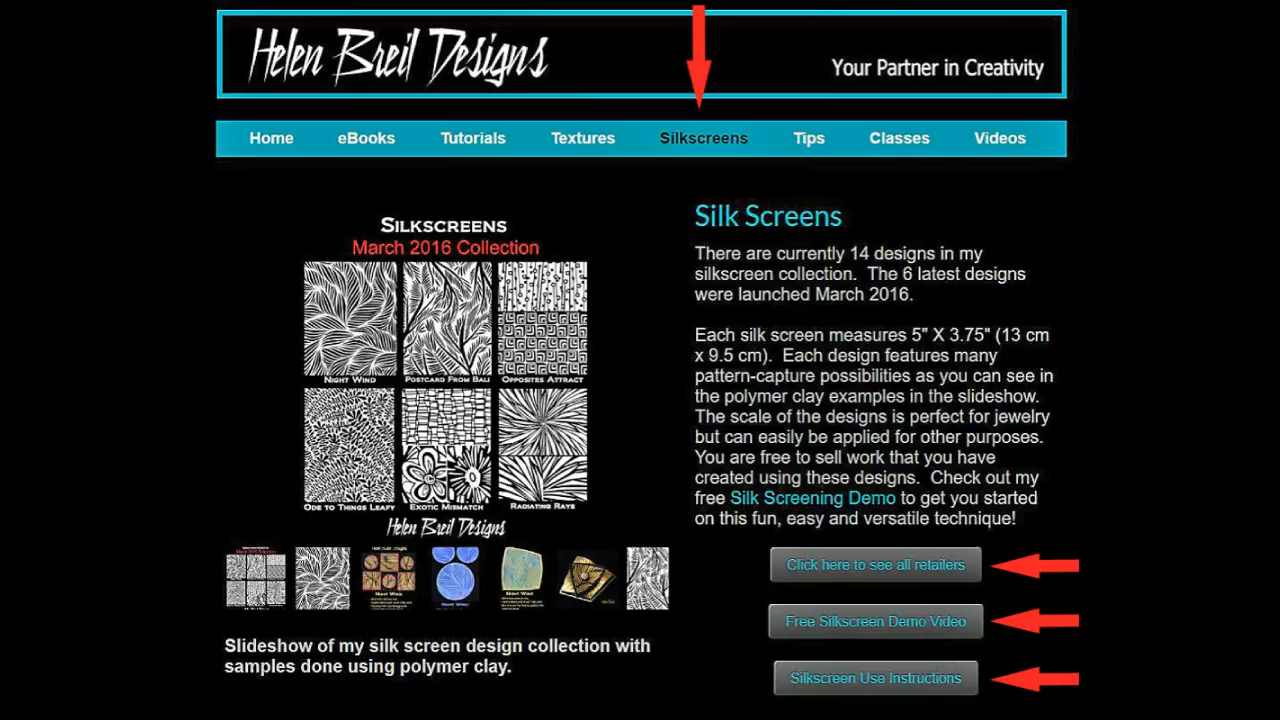 Helen Breil Designs
Your Partner in Creativity
Home eBooks Tutorials Textures Silkscreens Tips Classes Videos
SILKSCREENS
March 2016 Collection
NIGHT WIND POSTCARD FROM BALI OPPOSITES ATTRACT
ODE TO THINGS LEAFY EXOTIC MISMATCH RADIATING RAYS
Helen Breil Designs
Slideshow of my silk screen design collection with
samples done using polymer clay.
Silk Screens
There are currently 14 designs in my
silkscreen collection. The 6 latest designs
were launched March 2016.
Each silk screen measures 5" X 3.75" (13 cm
x 9.5 cm). Each design features many
pattern-capture possibilities as you can see in
the polymer clay examples in the slideshow.
The scale of the designs is perfect for jewelry
but can easily be applied for other purposes.
You are free to sell work that you have
created using these designs. Check out my
free Silk Screening Demo to get you started
on this fun, easy and versatile technique!
Click here to see all retailers
Free Silkscreen Demo Video
Silkscreen Use Instructions